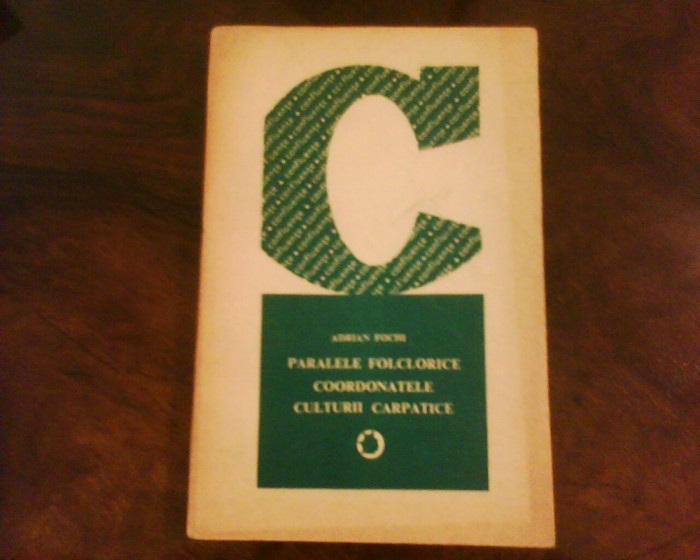 ADRIAN FOCHI
PARALELE FOLCLORICE
COORDONATELE
CULTURII CARPATICE